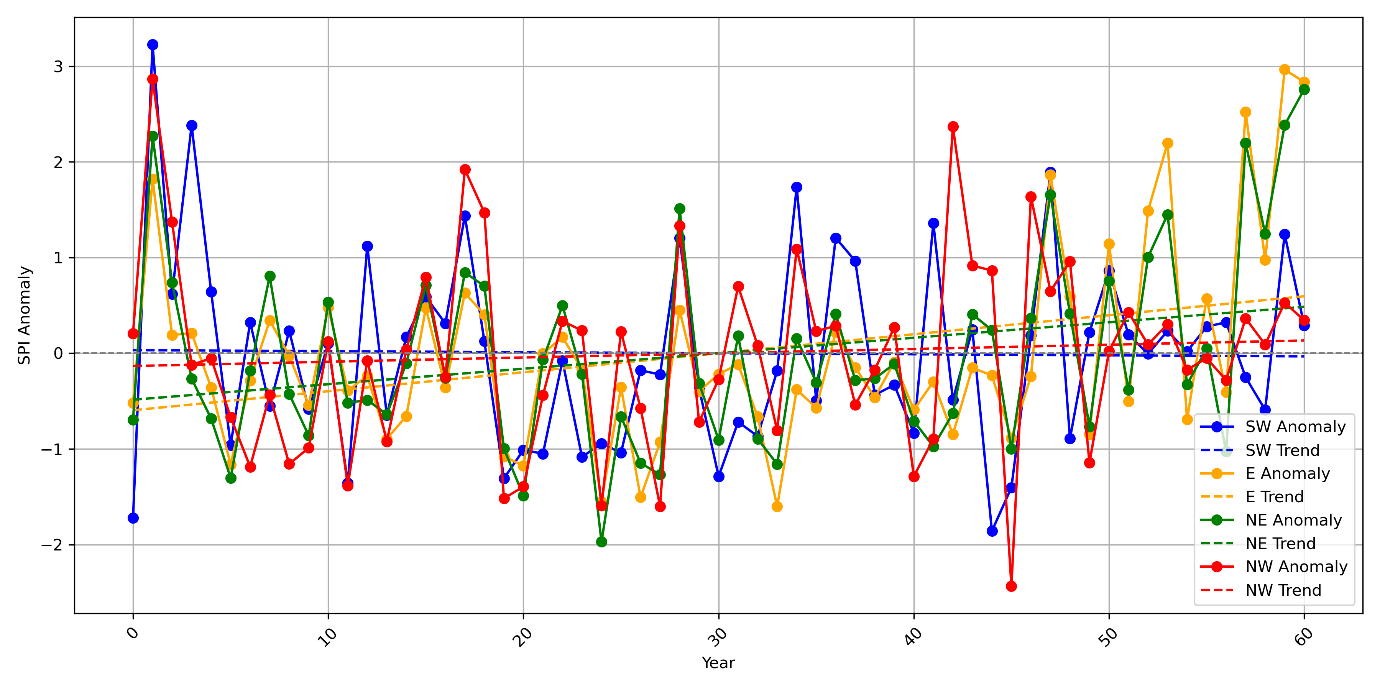 3
2
1
0
−1
−2
SPI Anomaly
0
10
20
30
40
50
60
Year
SW Anomaly
SW Trend
E Anomaly
E Trend
NE Anomaly
NE Trend
NW Anomaly
NW Trend